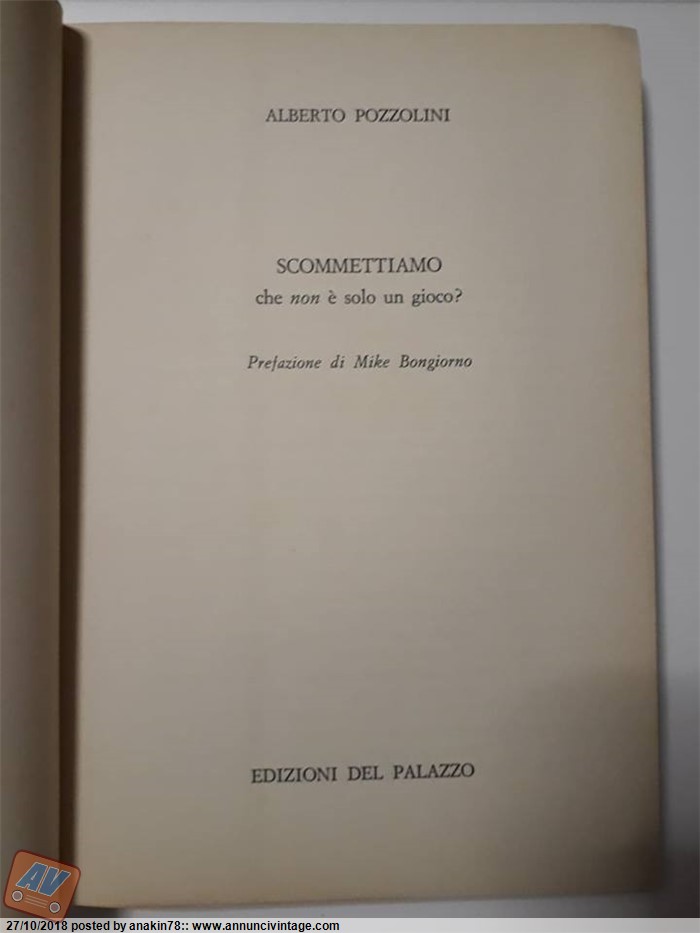 ALBERTO POZZOLINI
SCOMMETTIAMO
che non è solo un gioco?
Prefazione di Mike Bongiorno
EDIZIONI DEL PALAZZO
AV
27/10/2018 posted by anakin78:: www.annuncivintage.com